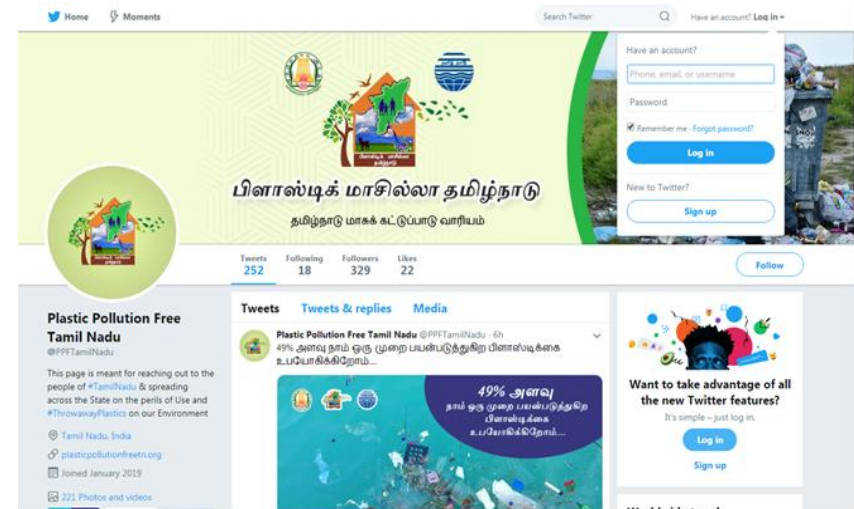 Home
Moments
Search Twitter
Have an account? Log in
Have an account?
Phone, email, or username
Password
Remember me · Forgot password?
Log in
New to Twitter?
Sign up
பிளாஸ்டிக் மாசில்லா தமிழ்நாடு
தமிழ்நாடு மாசுக் கட்டுப்பாடு வாரியம்
Tweets
252
Following
18
Followers
329
Likes
22
Follow
Plastic Pollution Free
Tamil Nadu
@PPFTamilNadu
This page is meant for reaching out to the
people of #TamilNadu & spreading
across the State on the perils of Use and
#ThrowawayPlastics on our Environment
Tamil Nadu, India
plasticpollutionfreetn.org
Joined January 2019
221 Photos and videos
Tweets
Tweets & replies
Media
Plastic Pollution Free Tamil Nadu @PPFTamilNadu · 6h
49% அளவு நாம் ஒரு முறை பயன்படுத்துகிற பிளாஸ்டிக்கை
உபயோகிக்கிறோம்...
49% அளவு
நாம் ஒரு முறை பயன்படுத்துகிற
பிளாஸ்டிக்கை
உபயோகிக்கிறோம்....
Want to take advantage of all
the new Twitter features?
It's simple – just log in.
Log in
Sign up